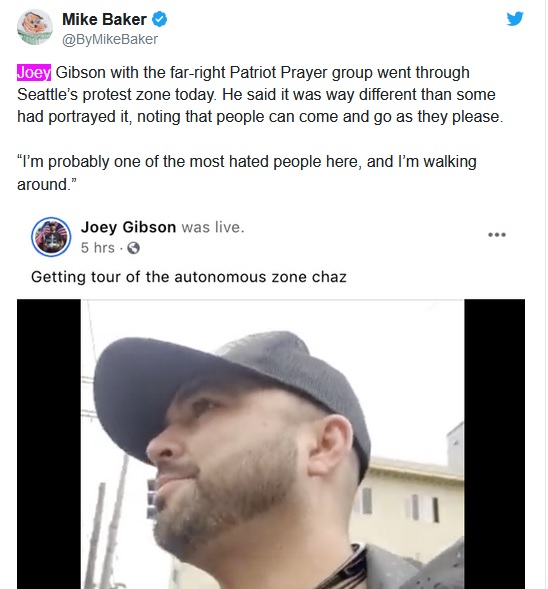 Mike Baker
@ByMikeBaker
Joey Gibson with the far-right Patriot Prayer group went through
Seattle’s protest zone today. He said it was way different than some
had portrayed it, noting that people can come and go as they please.
“I’m probably one of the most hated people here, and I’m walking
around.”
Joey Gibson was live.
5 hrs ·
Getting tour of the autonomous zone chaz